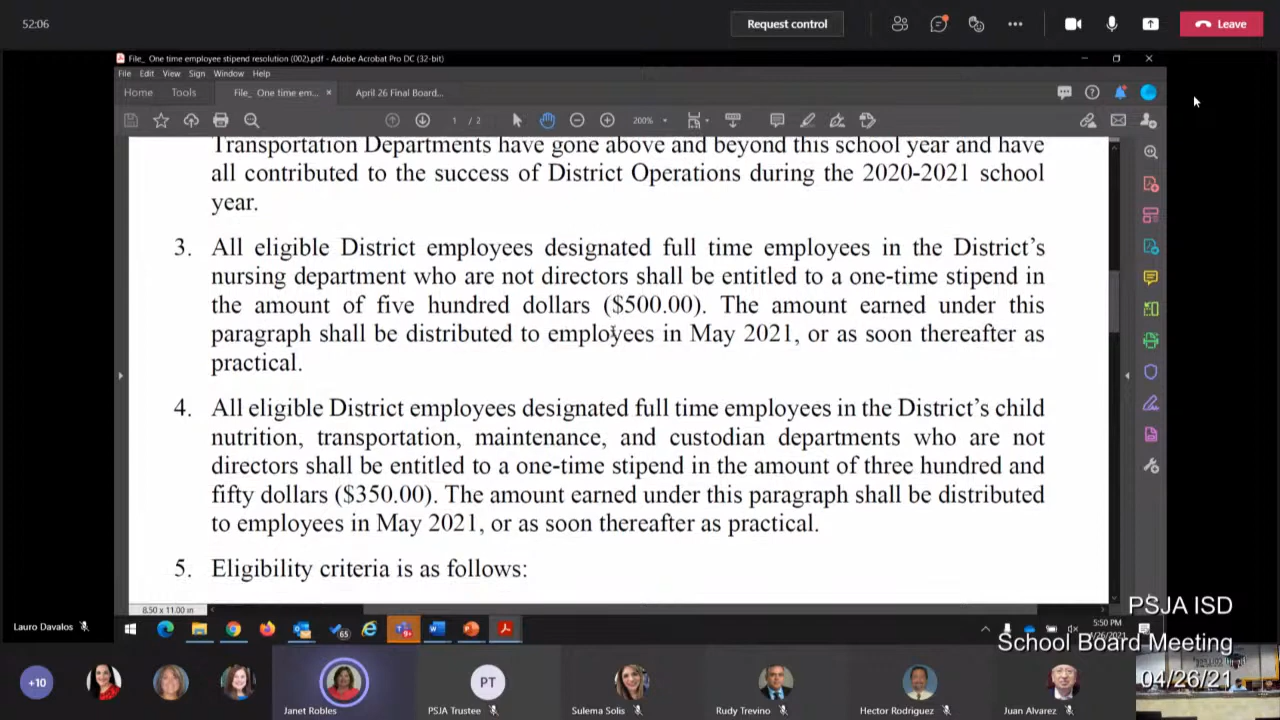 52:06
Request control
Leave
File_ One time employee stipend resolution (002).pdf - Adobe Acrobat Pro DC (32-bit)
File Edit View Sign Window Help
Home Tools File_ One time em... × April 26 Final Board...
1 / 2 200%
Transportation Departments have gone above and beyond this school year and have
all contributed to the success of District Operations during the 2020-2021 school
year.
3. All eligible District employees designated full time employees in the District's
nursing department who are not directors shall be entitled to a one-time stipend in
the amount of five hundred dollars ($500.00). The amount earned under this
paragraph shall be distributed to employees in May 2021, or as soon thereafter as
practical.
4. All eligible District employees designated full time employees in the District's child
nutrition, transportation, maintenance, and custodian departments who are not
directors shall be entitled to a one-time stipend in the amount of three hundred and
fifty dollars ($350.00). The amount earned under this paragraph shall be distributed
to employees in May 2021, or as soon thereafter as practical.
5. Eligibility criteria is as follows:
8.50 x 11.00 in
PSJA ISD
School Board Meeting
04/26/21
Lauro Davalos
65
5:50 PM
+10
PT
Janet Robles
PSJA Trustee
Sulema Solis
Rudy Trevino
Hector Rodriguez
Juan Alvarez